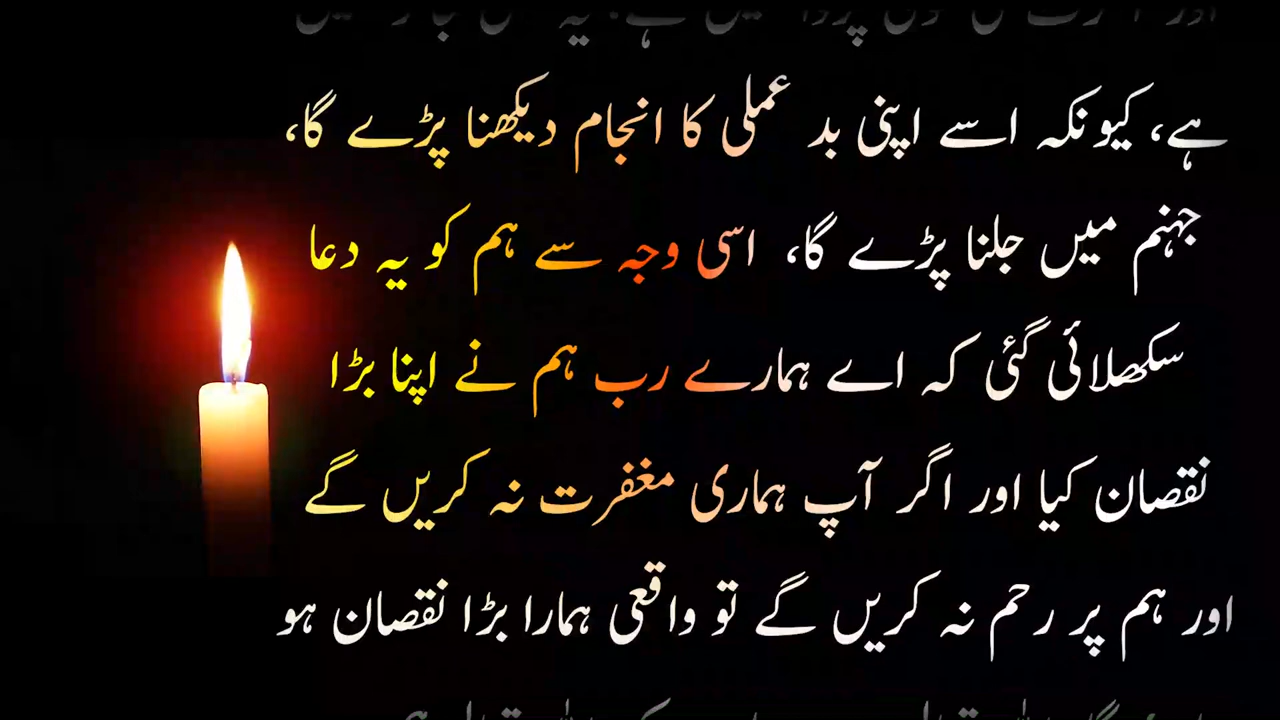 ہے، کیونکہ اسے اپنی بد عملی کا انجام دیکھنا پڑے گا،
جہنم میں جلنا پڑے گا، اسی وجہ سے ہم کو یہ دعا
سکھلائی گئی کہ اے ہمارے رب ہم نے اپنا بڑا
نقصان کیا اور اگر آپ ہماری مغفرت نہ کریں گے
اور ہم پر رحم نہ کریں گے تو واقعی ہمارا بڑا نقصان ہو